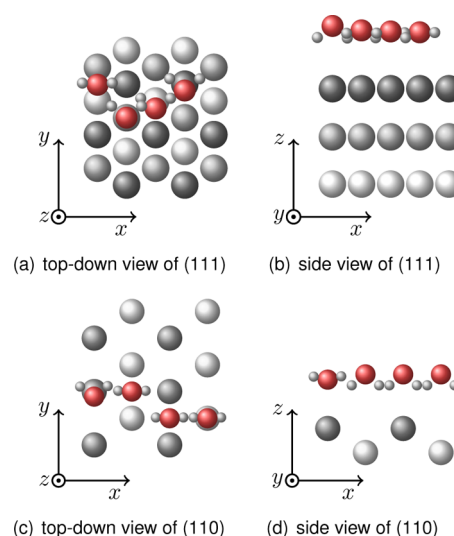 y
z
x
z
y
x
(a) top-down view of (111)
(b) side view of (111)
y
z
x
z
y
x
(c) top-down view of (110)
(d) side view of (110)